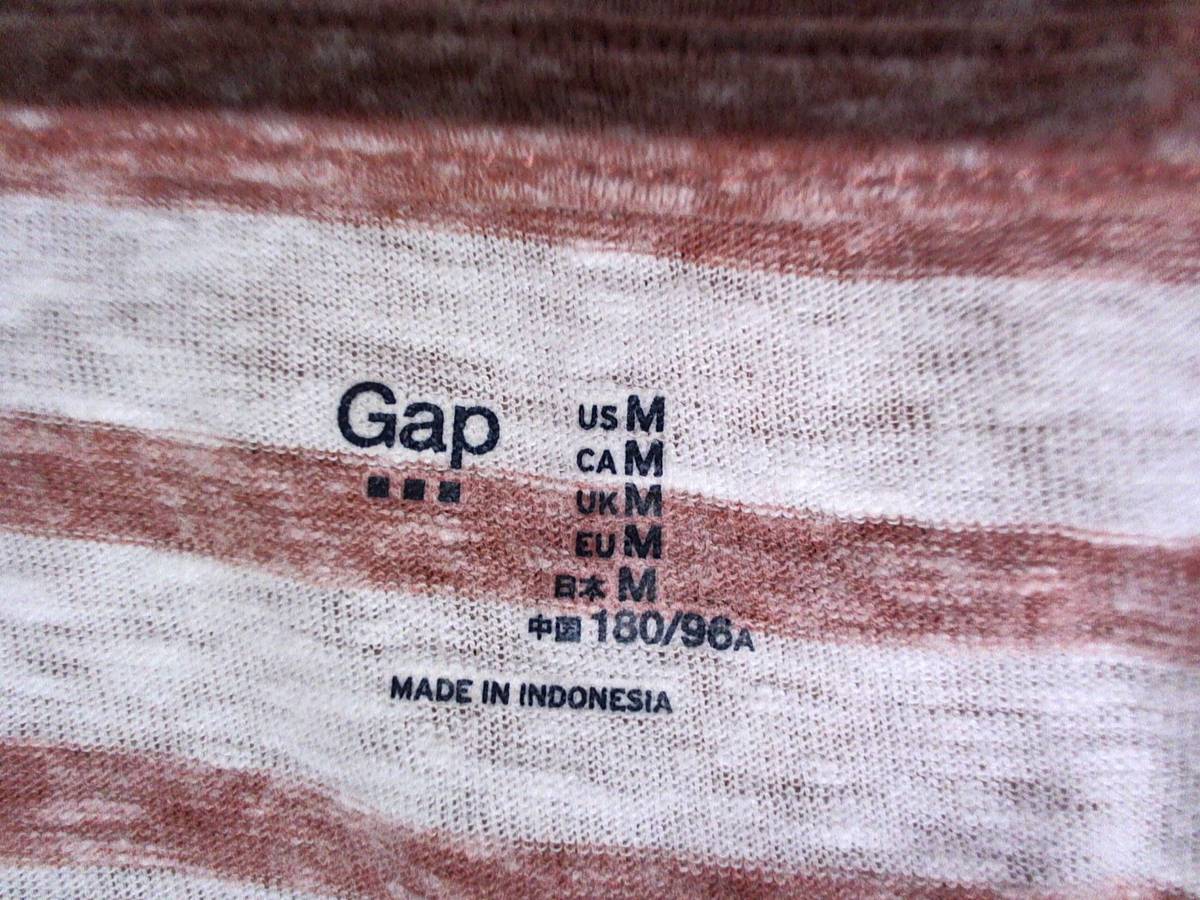 Gap
US M
CA M
UK M
EU M
日本 M
中国 180/96A
MADE IN INDONESIA